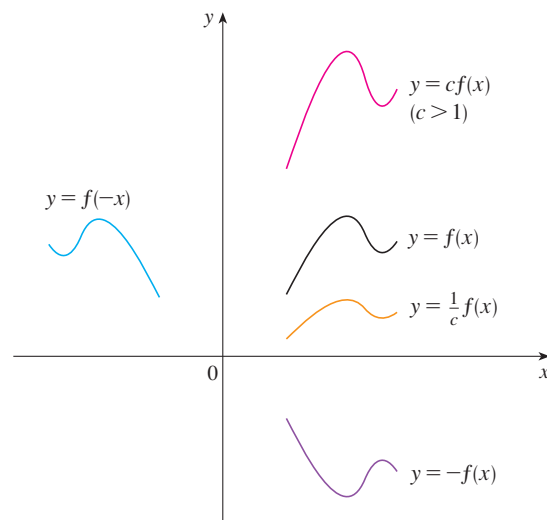 y
y = cf(x)
(c > 1)
y = f(−x)
y = f(x)
y = 1/c f(x)
0
x
y = −f(x)